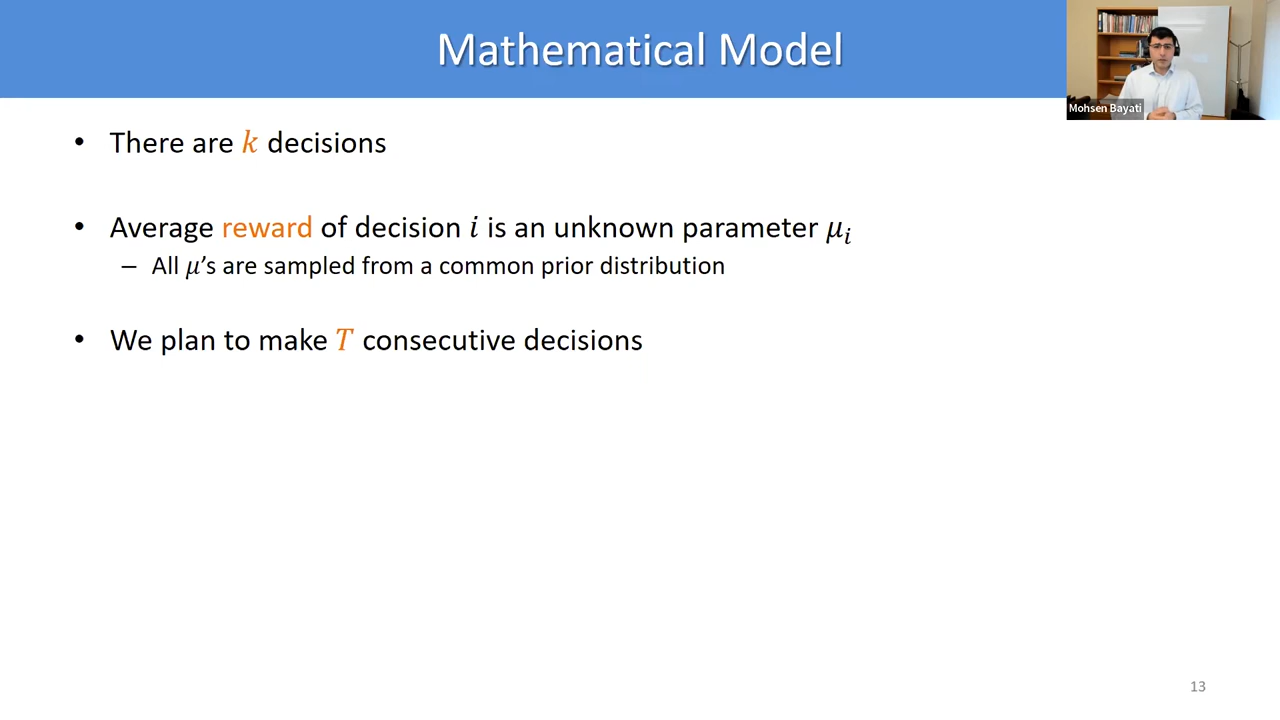 Mathematical Model
Mohsen Bayati
• There are k decisions
• Average reward of decision i is an unknown parameter μᵢ
– All μ’s are sampled from a common prior distribution
• We plan to make T consecutive decisions
13